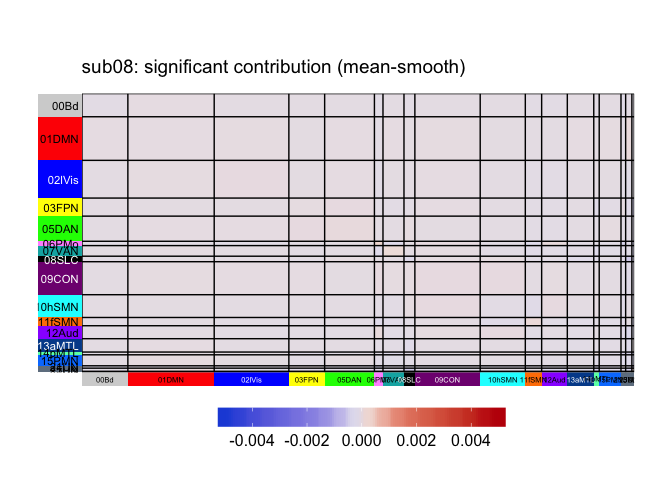 sub08: significant contribution (mean-smooth)
00Bd
01DMN
02lVis
03FPN
05DAN
06PMo
07VAN
08SLC
09CON
10hSMN
11fSMN
12Aud
13aMTL
15PMN
00Bd 01DMN 02lVis 03FPN 05DAN 08SLC 09CON 10hSMN 11fSMN 12Aud
-0.004 -0.002 0.000 0.002 0.004